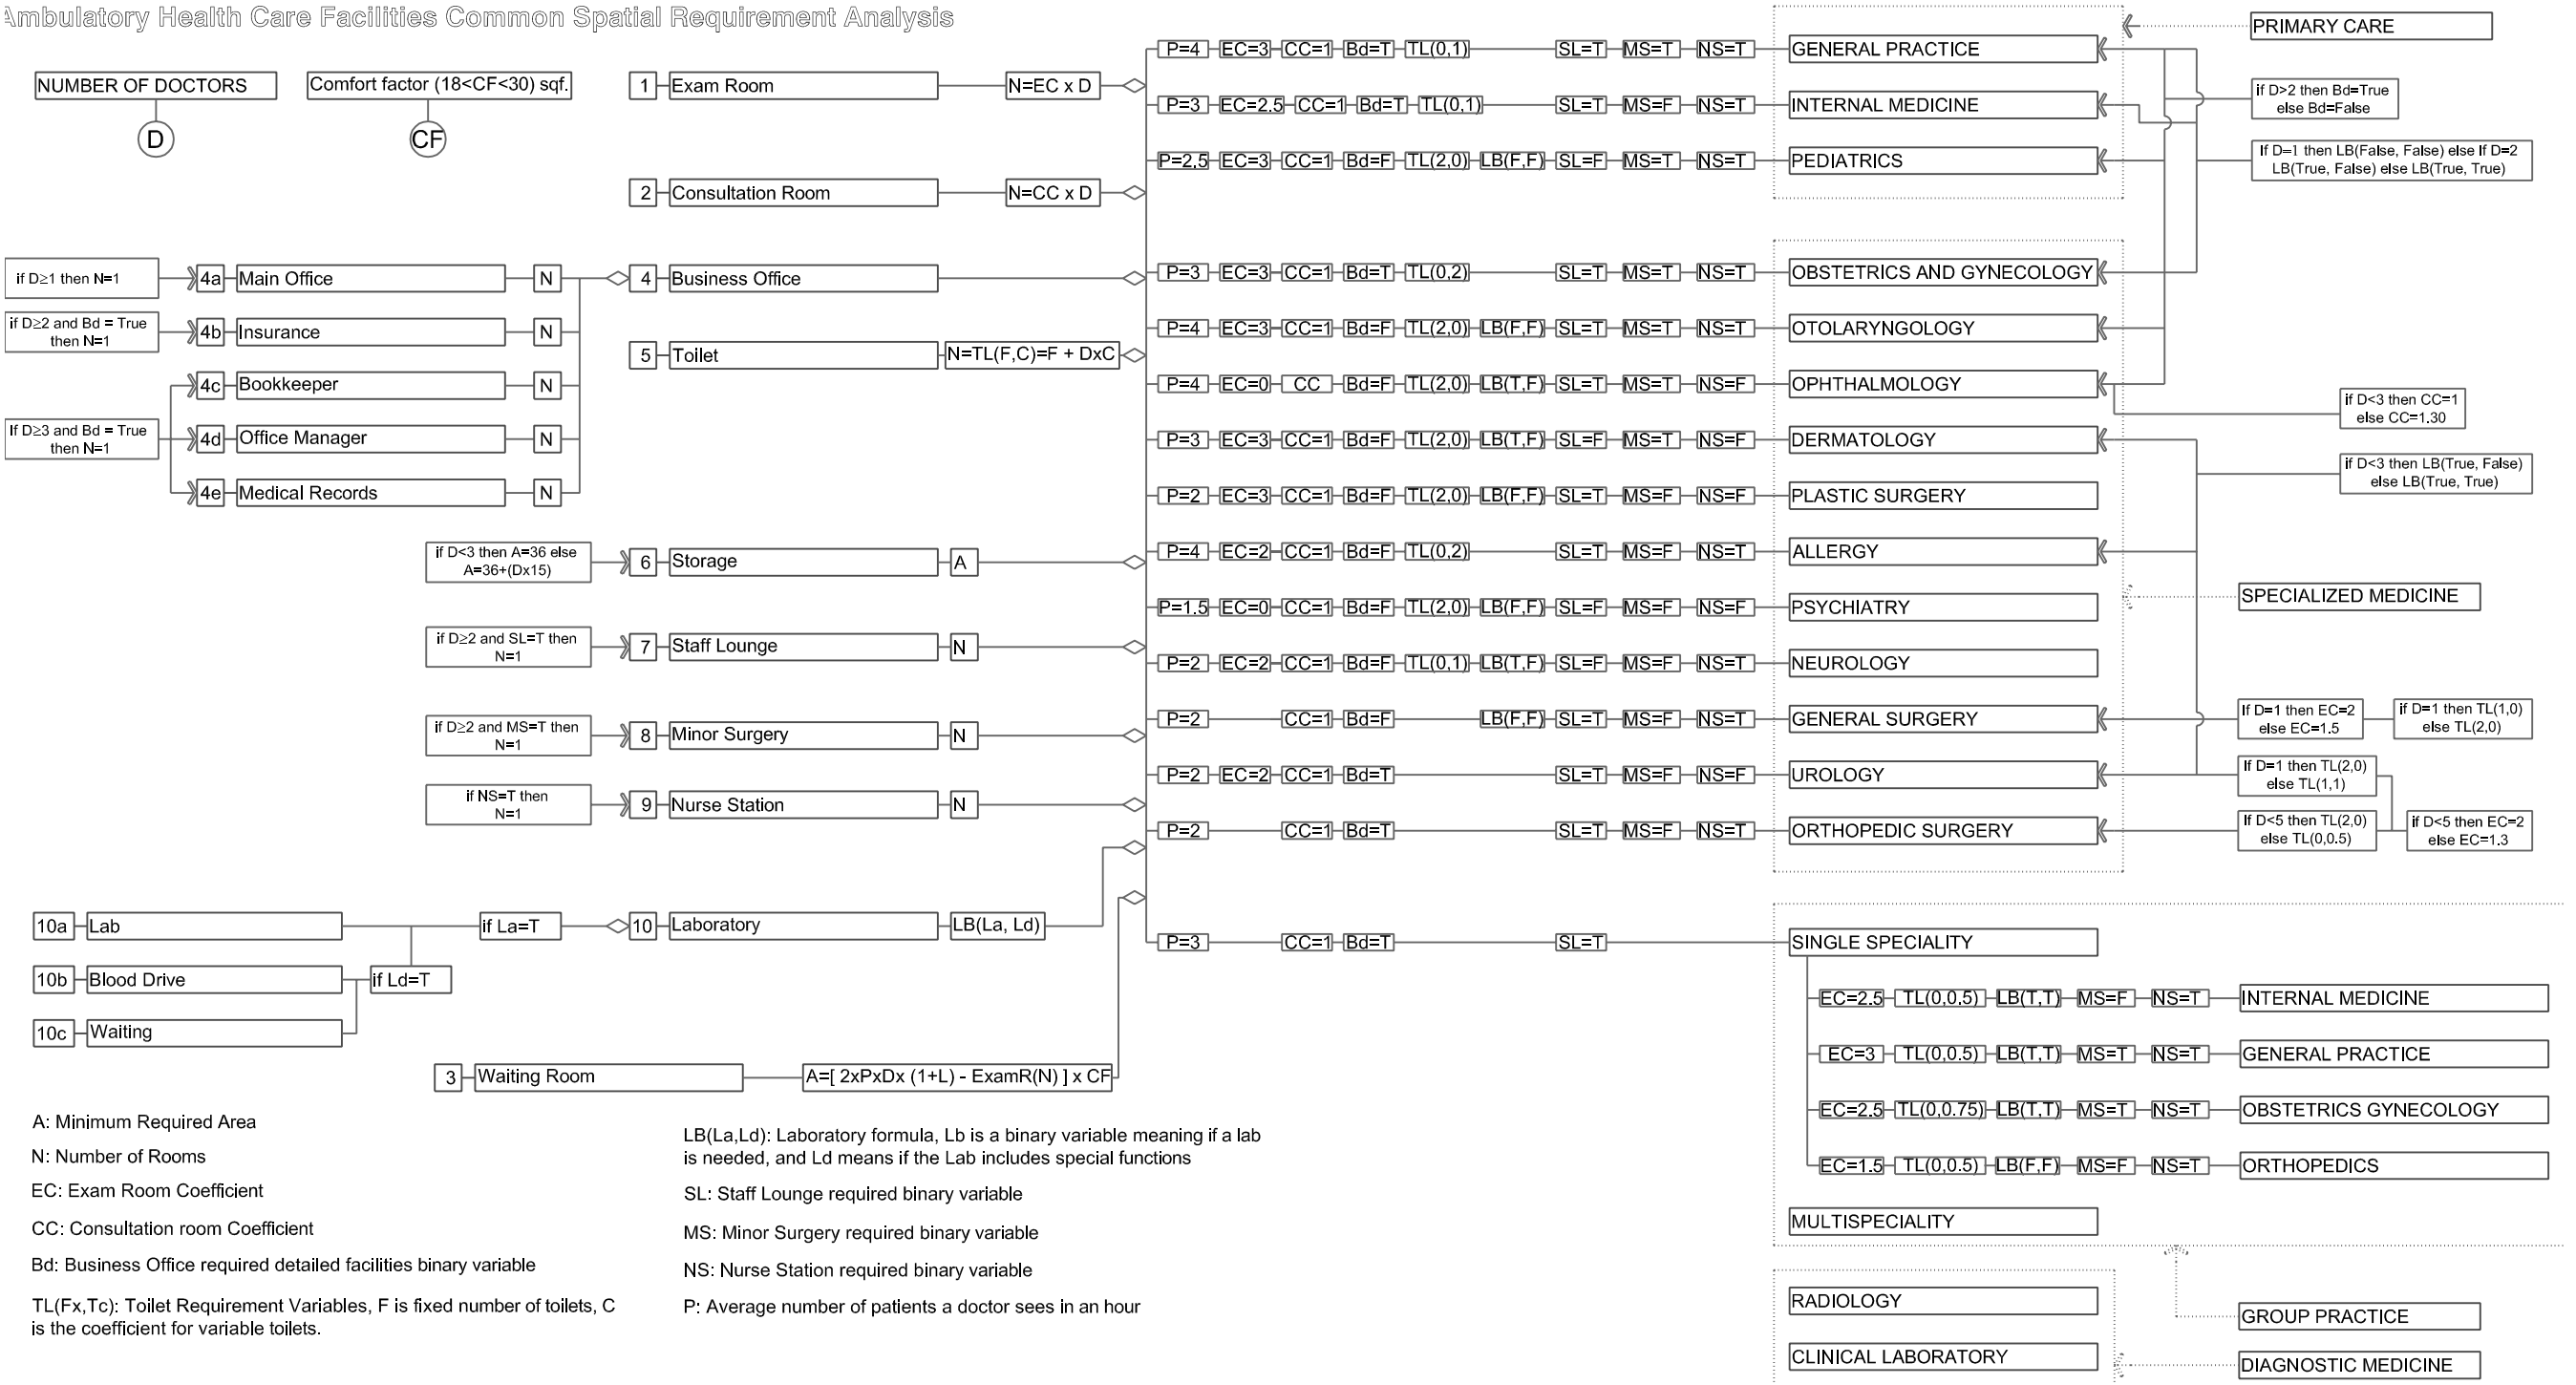 Ambulatory Health Care Facilities Common Spatial Requirement Analysis
NUMBER OF DOCTORS
D
Comfort factor (18<CF<30) sqf.
CF
1 Exam Room N=EC x D
2 Consultation Room N=CC x D
if D≥1 then N=1
4a Main Office N
4 Business Office
if D≥2 and Bd = True
then N=1
4b Insurance N
5 Toilet N=TL(F,C)=F + DxC
4c Bookkeeper N
If D≥3 and Bd = True
then N=1
4d Office Manager N
4e Medical Records N
if D<3 then A=36 else
A=36+(Dx15)
6 Storage A
if D≥2 and SL=T then
N=1
7 Staff Lounge N
if D≥2 and MS=T then
N=1
8 Minor Surgery N
if NS=T then
N=1
9 Nurse Station N
10a Lab if La=T 10 Laboratory LB(La, Ld)
10b Blood Drive if Ld=T
10c Waiting
3 Waiting Room A=[ 2xPxDx (1+L) - ExamR(N) ] x CF
P=4 EC=3 CC=1 Bd=T TL(0,1) SL=T MS=T NS=T GENERAL PRACTICE
P=3 EC=2.5 CC=1 Bd=T TL(0,1) SL=T MS=F NS=T INTERNAL MEDICINE
P=2,5 EC=3 CC=1 Bd=F TL(2,0) LB(F,F) SL=F MS=T NS=T PEDIATRICS
PRIMARY CARE
if D>2 then Bd=True
else Bd=False
If D=1 then LB(False, False) else If D=2
LB(True, False) else LB(True, True)
P=3 EC=3 CC=1 Bd=T TL(0,2) SL=T MS=T NS=T OBSTETRICS AND GYNECOLOGY
P=4 EC=3 CC=1 Bd=F TL(2,0) LB(F,F) SL=T MS=T NS=T OTOLARYNGOLOGY
P=4 EC=0 CC Bd=F TL(2,0) LB(T,F) SL=T MS=T NS=F OPHTHALMOLOGY
if D<3 then CC=1
else CC=1.30
P=3 EC=3 CC=1 Bd=F TL(2,0) LB(T,F) SL=F MS=T NS=F DERMATOLOGY
if D<3 then LB(True, False)
else LB(True, True)
P=2 EC=3 CC=1 Bd=F TL(2,0) LB(F,F) SL=T MS=F NS=F PLASTIC SURGERY
P=4 EC=2 CC=1 Bd=F TL(0,2) SL=T MS=F NS=T ALLERGY
P=1.5 EC=0 CC=1 Bd=F TL(2,0) LB(F,F) SL=F MS=F NS=F PSYCHIATRY
SPECIALIZED MEDICINE
P=2 EC=2 CC=1 Bd=F TL(0,1) LB(T,F) SL=F MS=F NS=T NEUROLOGY
P=2 CC=1 Bd=F LB(F,F) SL=T MS=F NS=T GENERAL SURGERY
If D=1 then EC=2
else EC=1.5
if D=1 then TL(1,0)
else TL(2,0)
P=2 EC=2 CC=1 Bd=T SL=T MS=F NS=F UROLOGY
If D=1 then TL(2,0)
else TL(1,1)
P=2 CC=1 Bd=T SL=T MS=F NS=T ORTHOPEDIC SURGERY
If D<5 then TL(2,0)
else TL(0,0.5)
if D<5 then EC=2
else EC=1.3
P=3 CC=1 Bd=T SL=T SINGLE SPECIALITY
EC=2.5 TL(0,0.5) LB(T,T) MS=F NS=T INTERNAL MEDICINE
EC=3 TL(0,0.5) LB(T,T) MS=T NS=T GENERAL PRACTICE
EC=2.5 TL(0,0.75) LB(T,T) MS=T NS=T OBSTETRICS GYNECOLOGY
EC=1.5 TL(0,0.5) LB(F,F) MS=F NS=T ORTHOPEDICS
MULTISPECIALITY
RADIOLOGY
GROUP PRACTICE
CLINICAL LABORATORY
DIAGNOSTIC MEDICINE
A: Minimum Required Area
N: Number of Rooms
EC: Exam Room Coefficient
CC: Consultation room Coefficient
Bd: Business Office required detailed facilities binary variable
TL(Fx,Tc): Toilet Requirement Variables, F is fixed number of toilets, C
is the coefficient for variable toilets.
LB(La,Ld): Laboratory formula, Lb is a binary variable meaning if a lab
is needed, and Ld means if the Lab includes special functions
SL: Staff Lounge required binary variable
MS: Minor Surgery required binary variable
NS: Nurse Station required binary variable
P: Average number of patients a doctor sees in an hour